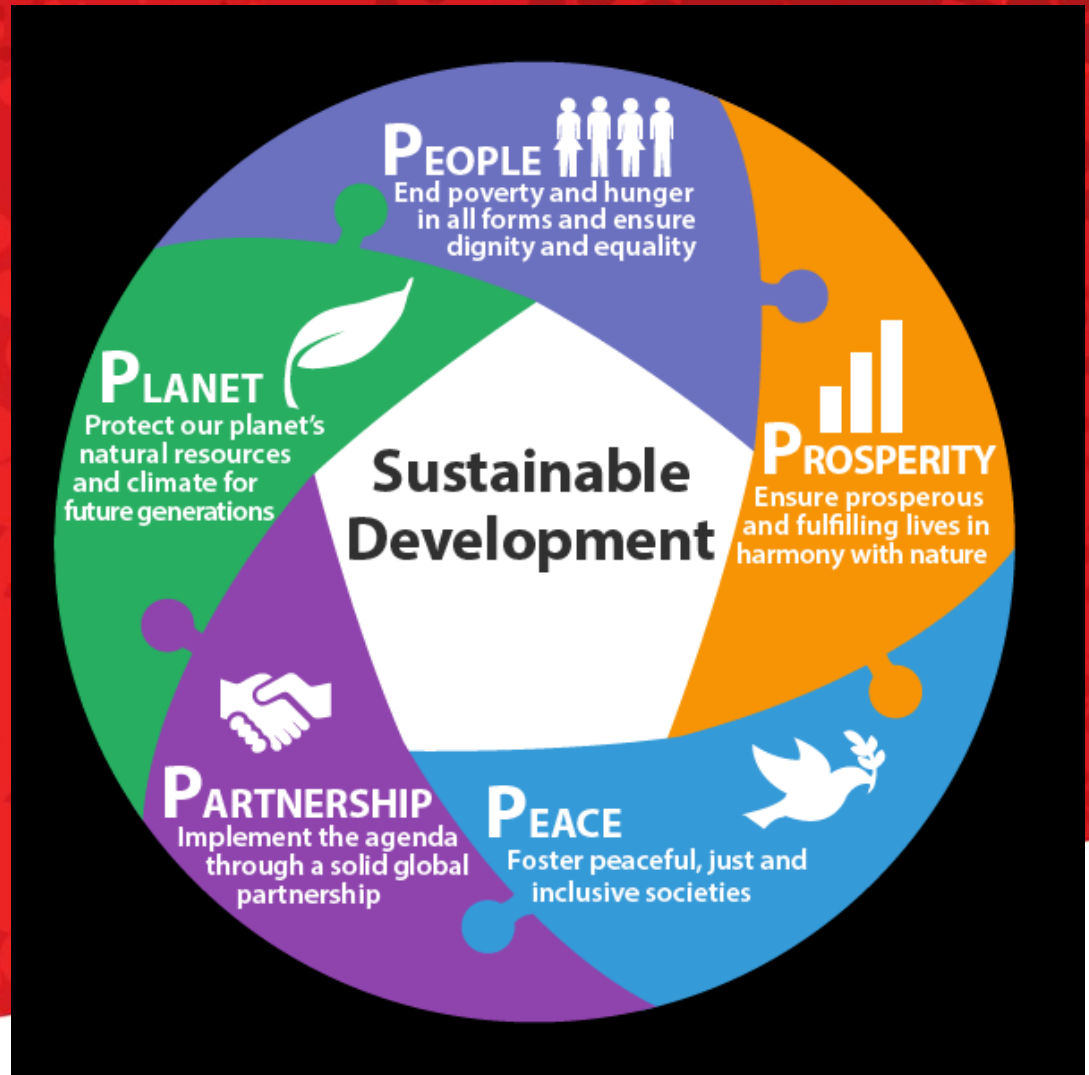 PEOPLE
End poverty and hunger
in all forms and ensure
dignity and equality
PROSPERITY
Ensure prosperous
and fulfilling lives in
harmony with nature
PEACE
Foster peaceful, just and
inclusive societies
PARTNERSHIP
Implement the agenda
through a solid global
partnership
PLANET
Protect our planet's
natural resources
and climate for
future generations
Sustainable
Development